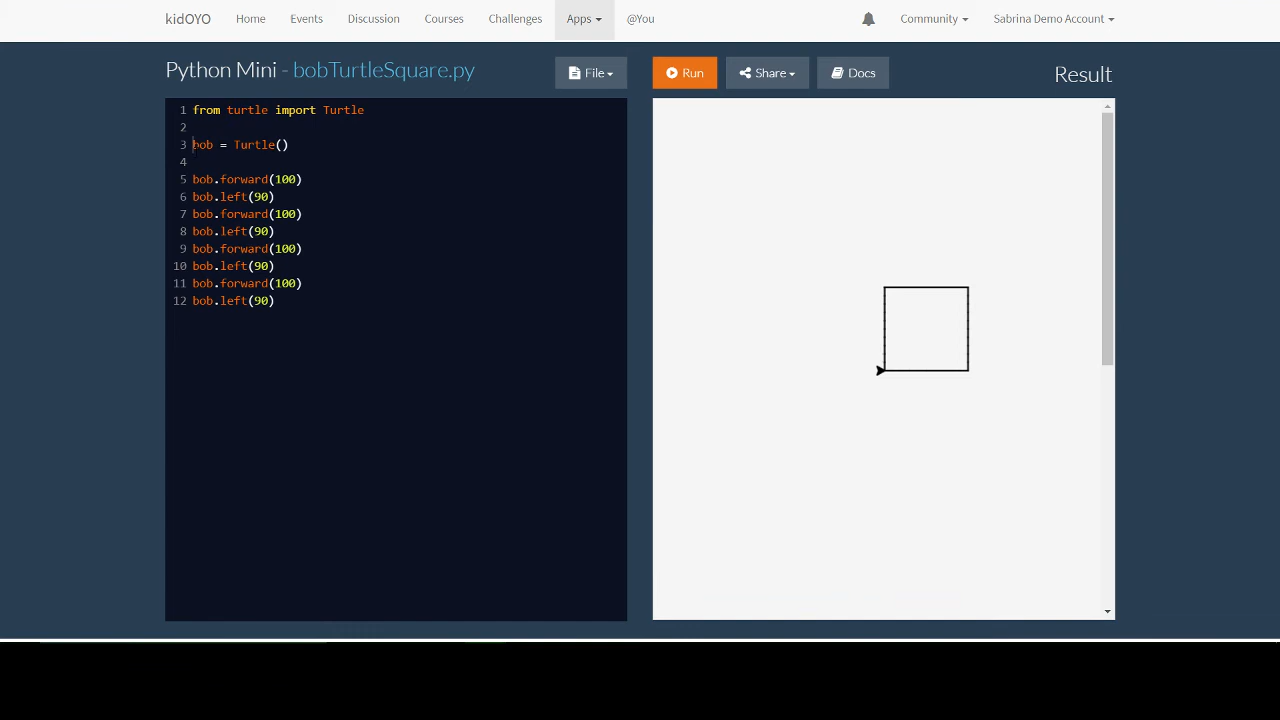 kidOYO Home Events Discussion Courses Challenges Apps @You Community Sabrina Demo Account
Python Mini - bobTurtleSquare.py File Run Share Docs Result
1 from turtle import Turtle
2
3 bob = Turtle()
4
5 bob.forward(100)
6 bob.left(90)
7 bob.forward(100)
8 bob.left(90)
9 bob.forward(100)
10 bob.left(90)
11 bob.forward(100)
12 bob.left(90)